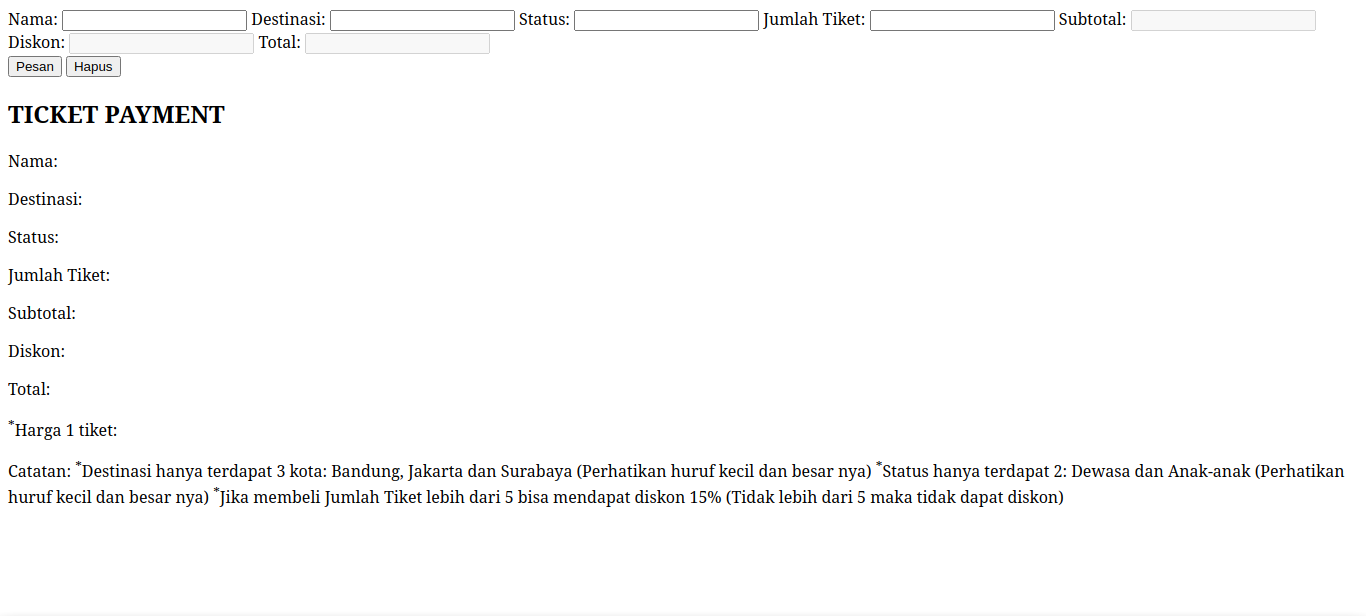 Nama: Destinasi: Status: Jumlah Tiket: Subtotal:
Diskon: Total:
Pesan Hapus
TICKET PAYMENT
Nama:
Destinasi:
Status:
Jumlah Tiket:
Subtotal:
Diskon:
Total:
*Harga 1 tiket:
Catatan: *Destinasi hanya terdapat 3 kota: Bandung, Jakarta dan Surabaya (Perhatikan huruf kecil dan besar nya) *Status hanya terdapat 2: Dewasa dan Anak-anak (Perhatikan
huruf kecil dan besar nya) *Jika membeli Jumlah Tiket lebih dari 5 bisa mendapat diskon 15% (Tidak lebih dari 5 maka tidak dapat diskon)